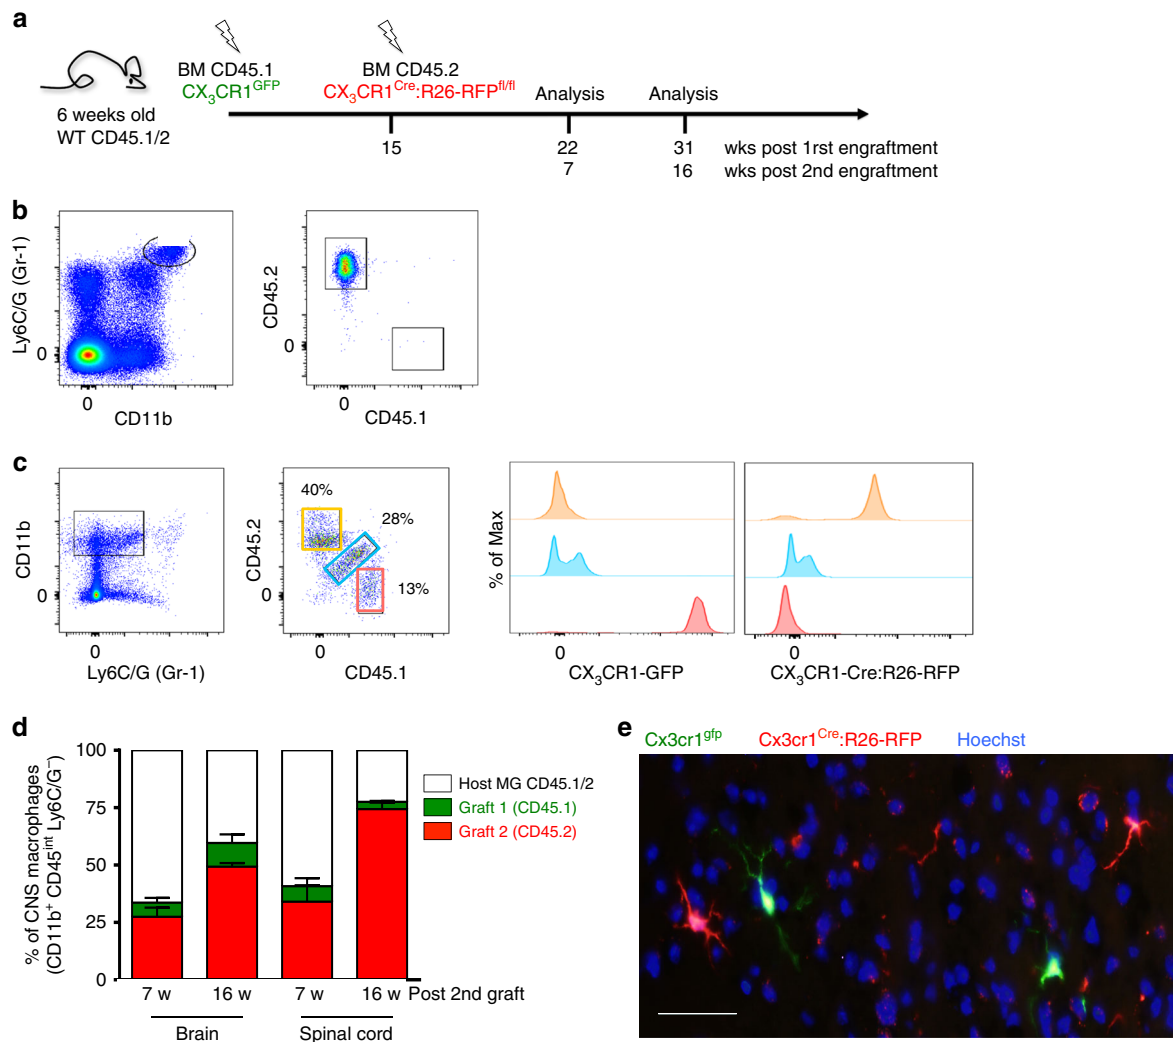 a
BM CD45.1
CX3CR1GFP
BM CD45.2
CX3CR1Cre:R26-RFPfl/fl
Analysis
Analysis
6 weeks old
WT CD45.1/2
15
22
31
wks post 1rst engraftment
7
16
wks post 2nd engraftment
b
Ly6C/G (Gr-1)
0
0
CD11b
CD45.2
0
0
CD45.1
c
CD11b
0
Ly6C/G (Gr-1)
40%
28%
13%
CD45.2
0
0
CD45.1
% of Max
0
CX3CR1-GFP
0
CX3CR1-Cre:R26-RFP
d
% of CNS macrophages
(CD11b+ CD45int Ly6C/G−)
100
75
50
25
0
Host MG CD45.1/2
Graft 1 (CD45.1)
Graft 2 (CD45.2)
7 w
16 w
7 w
16 w
Post 2nd graft
Brain
Spinal cord
e
Cx3cr1gfp
Cx3cr1Cre:R26-RFP
Hoechst